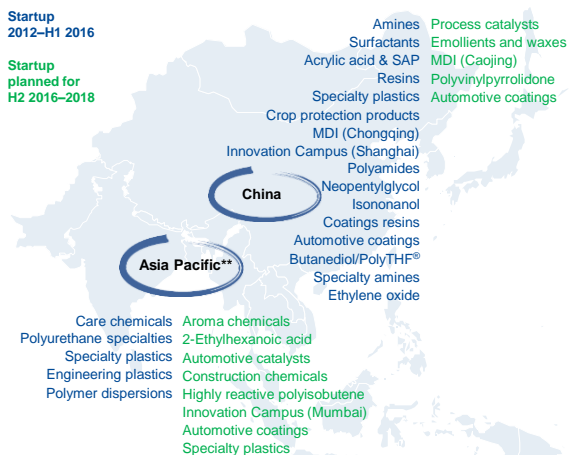 Startup
2012–H1 2016
Startup
planned for
H2 2016–2018
Amines Process catalysts
Surfactants Emollients and waxes
Acrylic acid & SAP MDI (Caojing)
Resins Polyvinylpyrrolidone
Specialty plastics Automotive coatings
Crop protection products
MDI (Chongqing)
Innovation Campus (Shanghai)
Polyamides
Neopentylglycol
Isononanol
Coatings resins
Automotive coatings
Butanediol/PolyTHF®
Specialty amines
Ethylene oxide
China
Asia Pacific**
Care chemicals Aroma chemicals
Polyurethane specialties 2-Ethylhexanoic acid
Specialty plastics Automotive catalysts
Engineering plastics Construction chemicals
Polymer dispersions Highly reactive polyisobutene
Innovation Campus (Mumbai)
Automotive coatings
Specialty plastics